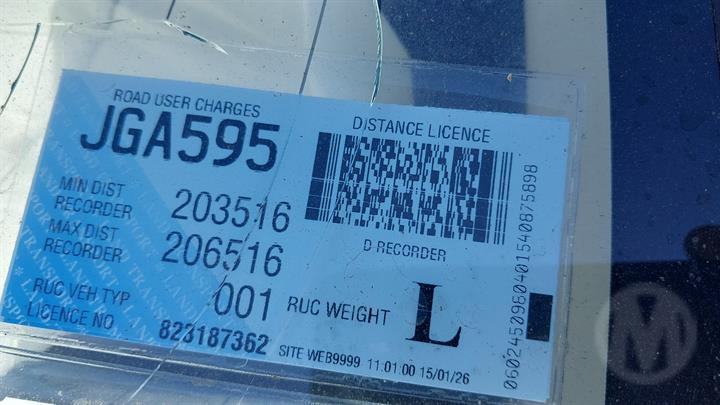 ROAD USER CHARGES
JGA595
DISTANCE LICENCE
MIN DIST
RECORDER 203516
MAX DIST
RECORDER 206516
D RECORDER
RUC VEH TYP 001 RUC WEIGHT L
LICENCE NO 823187362
SITE WEB9999 11:01:00 15/01/26
0602450960401540875898
M